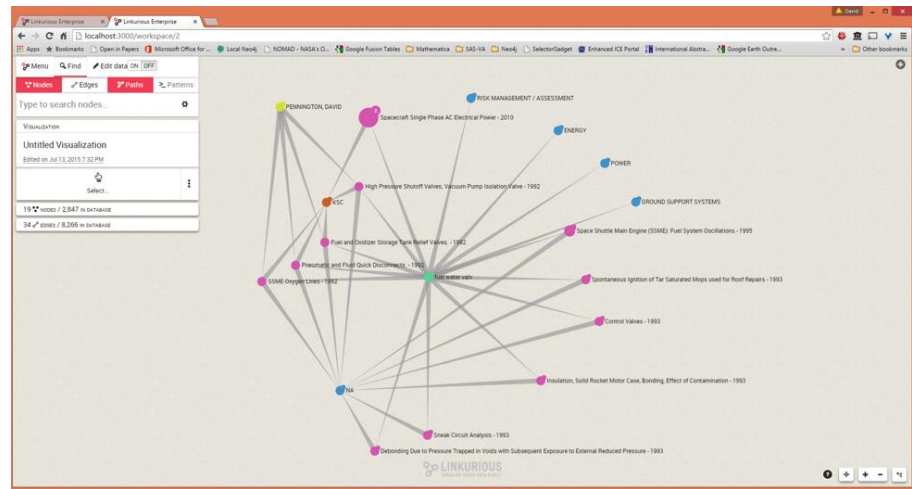 David
Linkurious Enterprise
Linkurious Enterprise
localhost:3000/workspace/2
Apps
Bookmarks
Open in Papers
Microsoft Office for ...
Local Neo4j
NOMAD - NASA's O...
Google Fusion Tables
Mathematica
SAS-VA
Neo4j
SelectorGadget
Enhanced ICE Portal
International Abstra...
Google Earth Outre...
»
Other bookmarks
Menu
Find
Edit data ON OFF
Nodes
Edges
Paths
Patterns
Type to search nodes...
VISUALIZATION
Untitled Visualization
Edited on Jul 13, 2015 7:32 PM
Select...
19 NODES / 2,847 IN DATABASE
34 EDGES / 8,266 IN DATABASE
RISK MANAGEMENT / ASSESSMENT
PENNINGTON, DAVID
Spacecraft Single Phase AC Electrical Power - 2010
ENERGY
POWER
High Pressure Shutoff Valves; Vacuum Pump Isolation Valve - 1992
KSC
GROUND SUPPORT SYSTEMS
Space Shuttle Main Engine (SSME): Fuel System Oscillations - 1995
Fuel and Oxidizer Storage Tank Relief Valves. - 1992
Pneumatic and Fluid Quick Disconnects. - 1992
fuel water valv
SSME Oxygen Lines - 1992
Spontaneous Ignition of Tar Saturated Mops used for Roof Repairs - 1993
Control Valves - 1993
Insulation, Solid Rocket Motor Case, Bonding, Effect of Contamination - 1993
NA
Sneak Circuit Analysis - 1993
Debonding Due to Pressure Trapped in Voids with Subsequent Exposure to External Reduced Pressure - 1993
LINKURIOUS